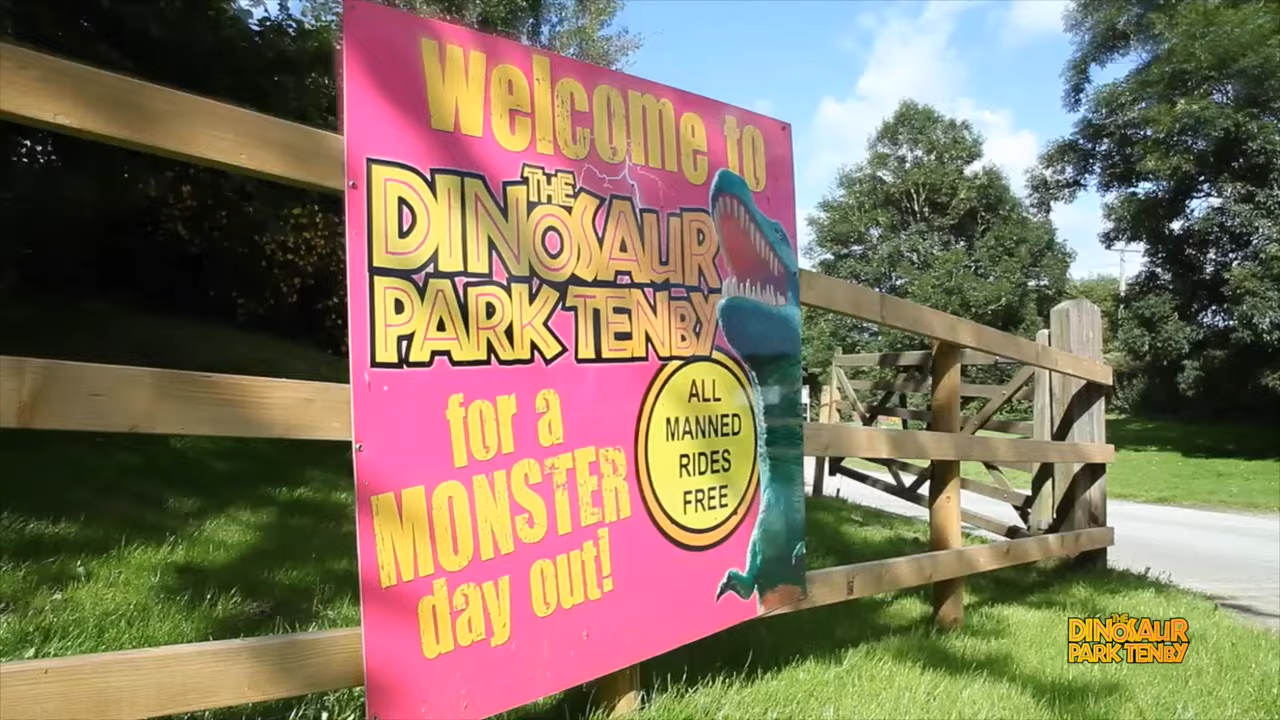 Welcome to
THE
DINOSAUR
PARK TENBY
for a
MONSTER
day out!
ALL
MANNED
RIDES
FREE
THE
DINOSAUR
PARK TENBY